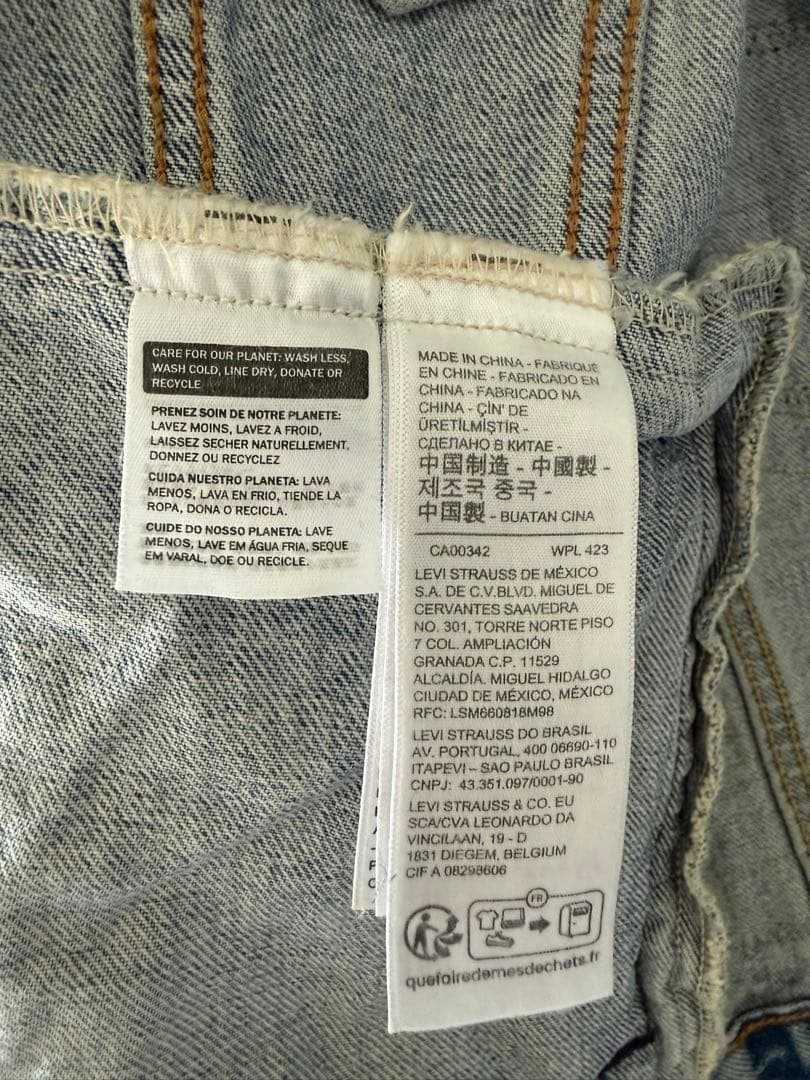 CARE FOR OUR PLANET: WASH LESS,
WASH COLD, LINE DRY, DONATE OR
RECYCLE
PRENEZ SOIN DE NOTRE PLANETE:
LAVEZ MOINS, LAVEZ A FROID,
LAISSEZ SECHER NATURELLEMENT,
DONNEZ OU RECYCLEZ
CUIDA NUESTRO PLANETA: LAVA
MENOS, LAVA EN FRIO, TIENDE LA
ROPA, DONA O RECICLA.
CUIDE DO NOSSO PLANETA: LAVE
MENOS, LAVE EM ÁGUA FRIA, SEQUE
EM VARAL, DOE OU RECICLE.
MADE IN CHINA - FABRIQUÉ
EN CHINE - FABRICADO EN
CHINA - FABRICADO NA
CHINA - ÇİN' DE
ÜRETİLMİŞTİR -
СДЕЛАНО В КИТАЕ -
中国制造 - 中國製 -
제조국 중국 -
中国製 - BUATAN CINA
CA00342 WPL 423
LEVI STRAUSS DE MÉXICO
S.A. DE C.V.BLVD. MIGUEL DE
CERVANTES SAAVEDRA
NO. 301, TORRE NORTE PISO
7 COL. AMPLIACIÓN
GRANADA C.P. 11529
ALCALDÍA. MIGUEL HIDALGO
CIUDAD DE MÉXICO, MÉXICO
RFC: LSM660818M98
LEVI STRAUSS DO BRASIL
AV. PORTUGAL, 400 06690-110
ITAPEVI – SAO PAULO BRASIL
CNPJ: 43.351.097/0001-90
LEVI STRAUSS & CO. EU
SCA/CVA LEONARDO DA
VINCILAAN, 19 - D
1831 DIEGEM, BELGIUM
CIF A 08298606
FR
quefairedemesdechets.fr